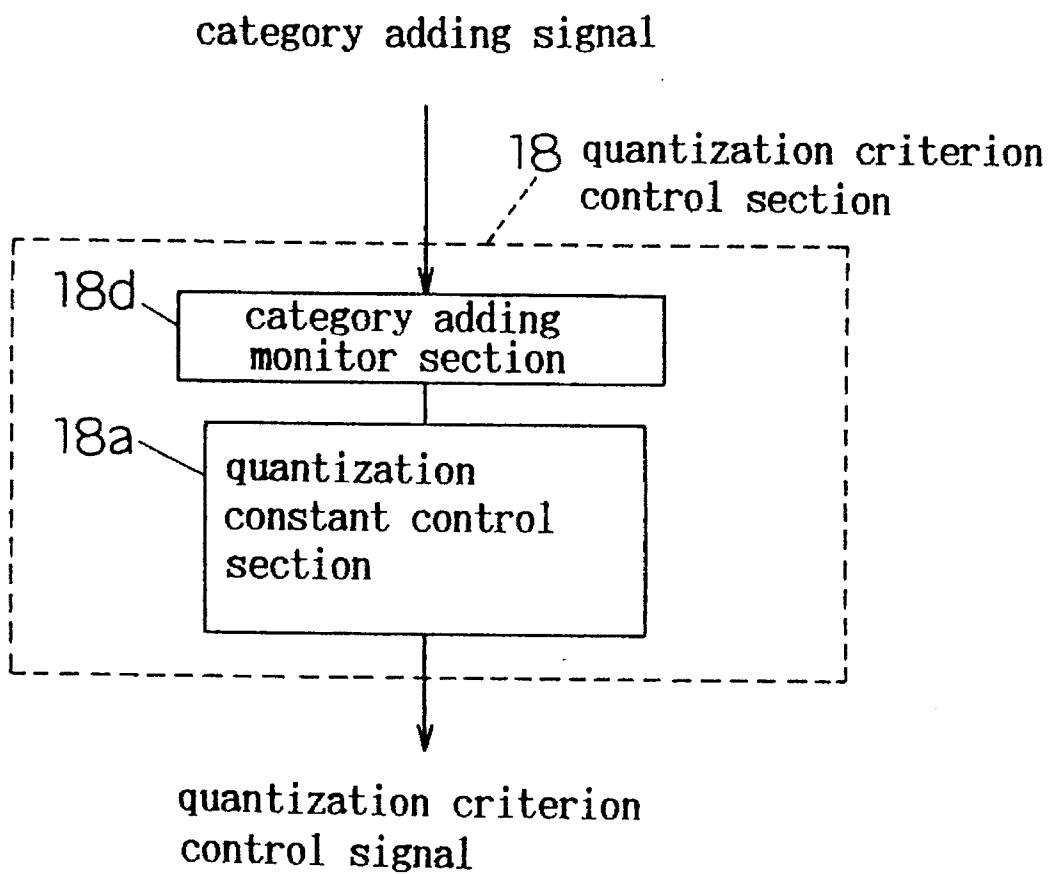 category adding signal
18 quantization criterion
control section
18d
category adding
monitor section
18a
quantization
constant control
section
quantization criterion
control signal